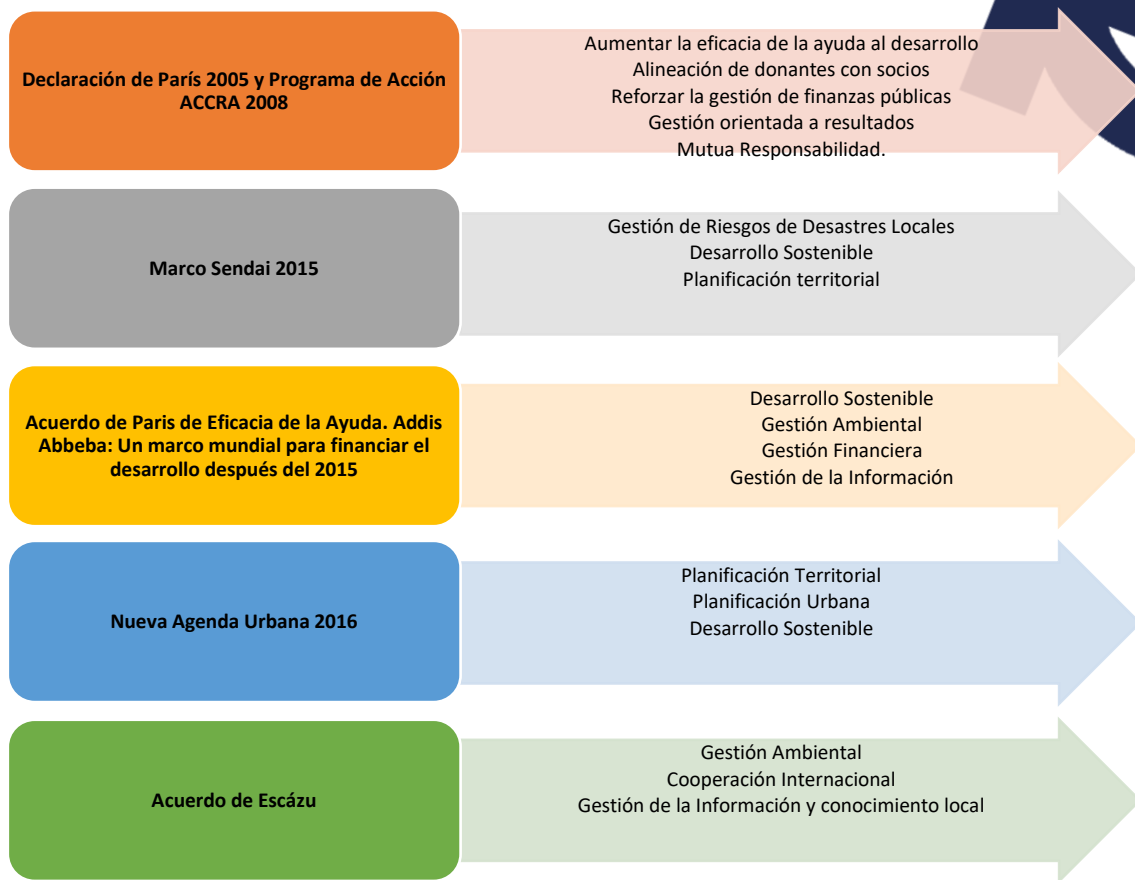 Declaración de París 2005 y Programa de Acción
ACCRA 2008
Aumentar la eficacia de la ayuda al desarrollo
Alineación de donantes con socios
Reforzar la gestión de finanzas públicas
Gestión orientada a resultados
Mutua Responsabilidad.
Marco Sendai 2015
Gestión de Riesgos de Desastres Locales
Desarrollo Sostenible
Planificación territorial
Acuerdo de Paris de Eficacia de la Ayuda. Addis
Abbeba: Un marco mundial para financiar el
desarrollo después del 2015
Desarrollo Sostenible
Gestión Ambiental
Gestión Financiera
Gestión de la Información
Nueva Agenda Urbana 2016
Planificación Territorial
Planificación Urbana
Desarrollo Sostenible
Acuerdo de Escázu
Gestión Ambiental
Cooperación Internacional
Gestión de la Información y conocimiento local